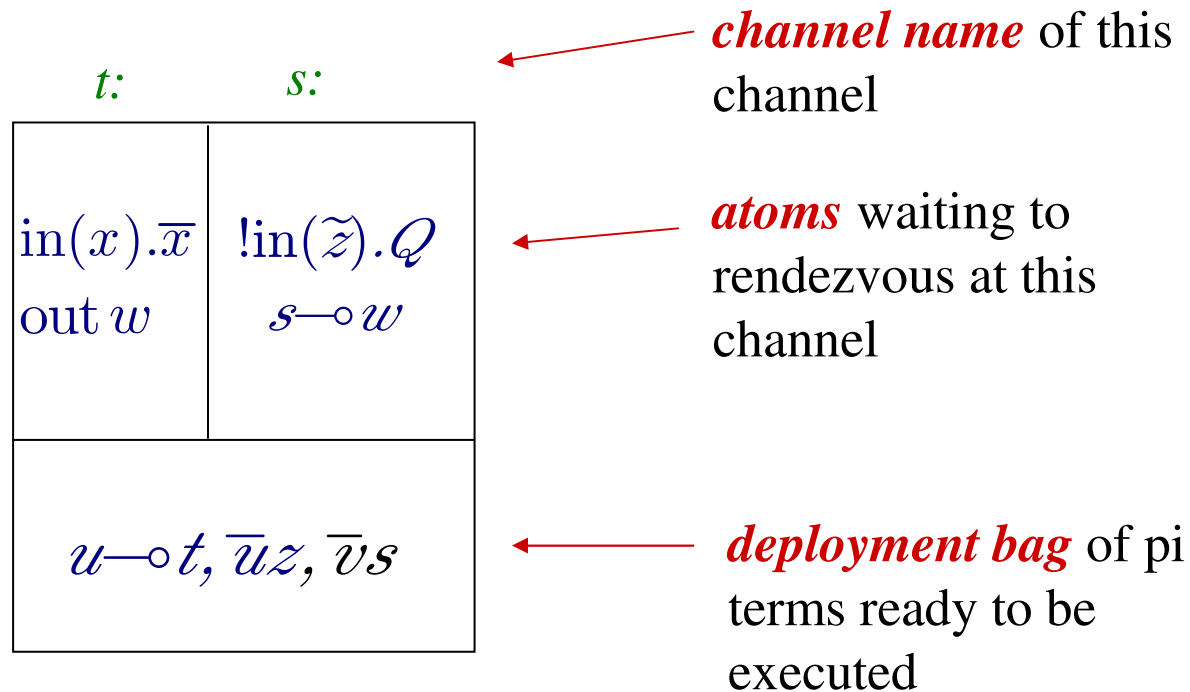 channel name of this
channel
t: s:
in(x).x̅ !in(z̃).Q
out w s⊸w
atoms waiting to
rendezvous at this
channel
u⊸t, u̅z, v̅s
deployment bag of pi
terms ready to be
executed